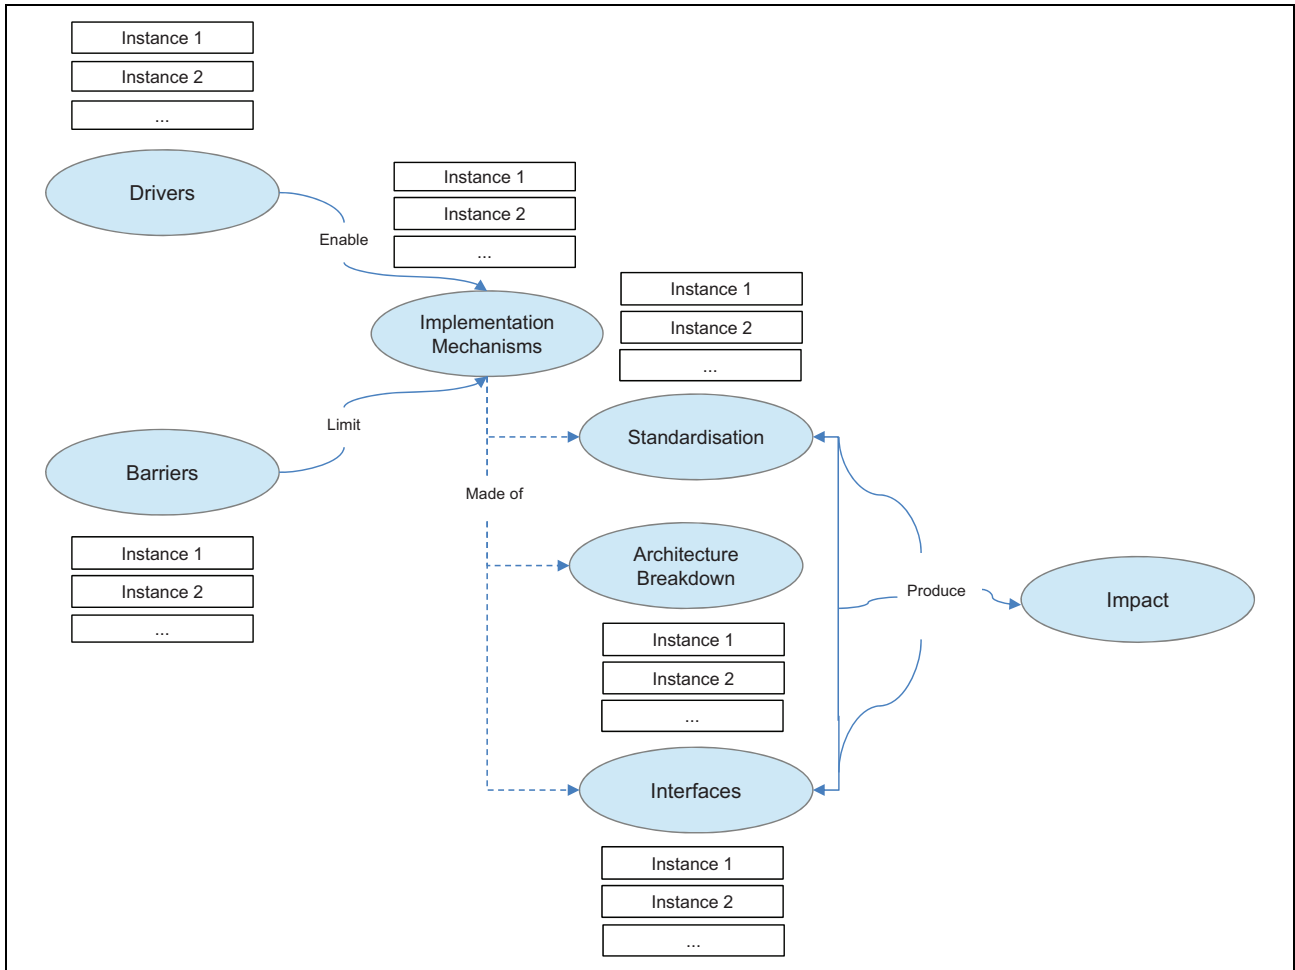 Instance 1
Instance 2
...
Drivers
Enable
Instance 1
Instance 2
...
Implementation
Mechanisms
Limit
Barriers
Instance 1
Instance 2
...
Made of
Instance 1
Instance 2
...
Standardisation
Architecture
Breakdown
Instance 1
Instance 2
...
Interfaces
Instance 1
Instance 2
...
Produce
Impact